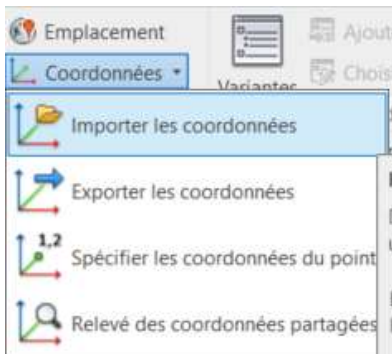 Emplacement
Coordonnées
Variantes
Importer les coordonnées
Exporter les coordonnées
1,2
Spécifier les coordonnées du point
Relevé des coordonnées partagées